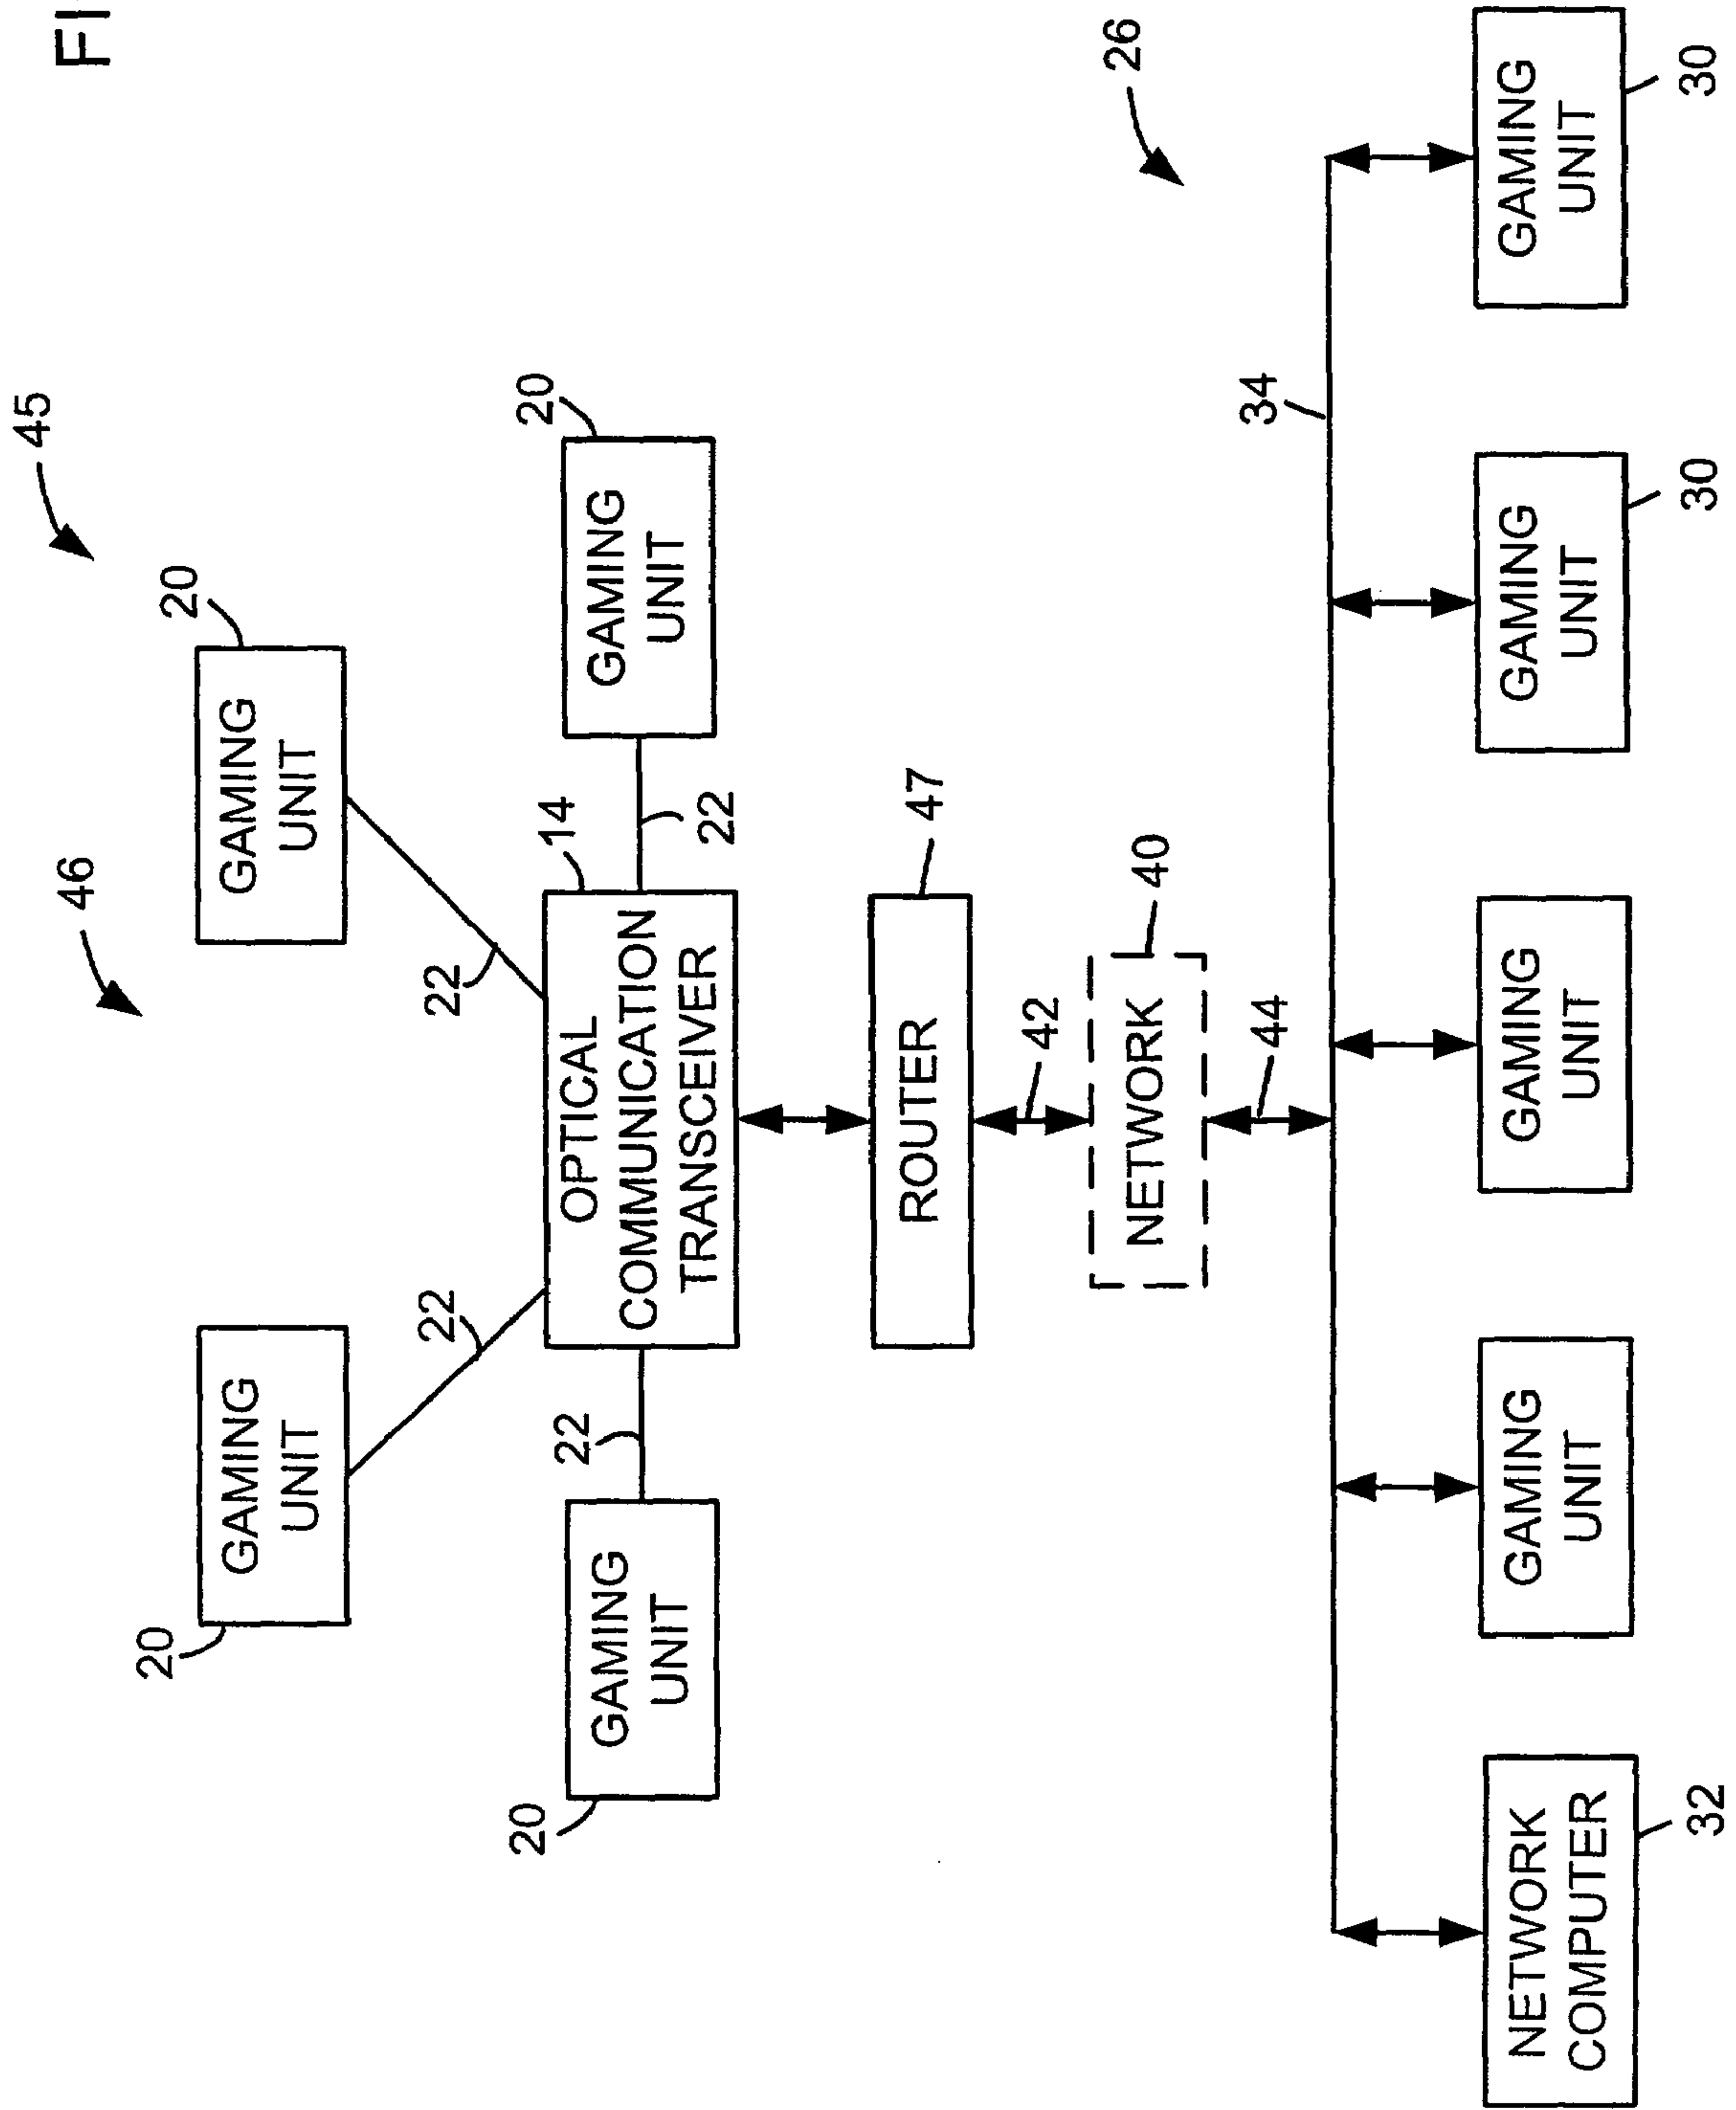 FI
45
46
20
GAMING
UNIT
20
GAMING
UNIT
22
22
20
GAMING
UNIT
22
OPTICAL
COMMUNICATION
TRANSCEIVER
14
22
GAMING
UNIT
20
ROUTER
47
42
NETWORK
40
44
26
34
NETWORK
COMPUTER
32
GAMING
UNIT
GAMING
UNIT
GAMING
UNIT
30
GAMING
UNIT
30